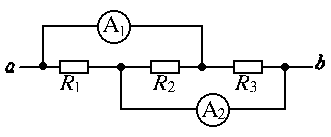 A₁
a b
R₁ R₂ R₃
A₂